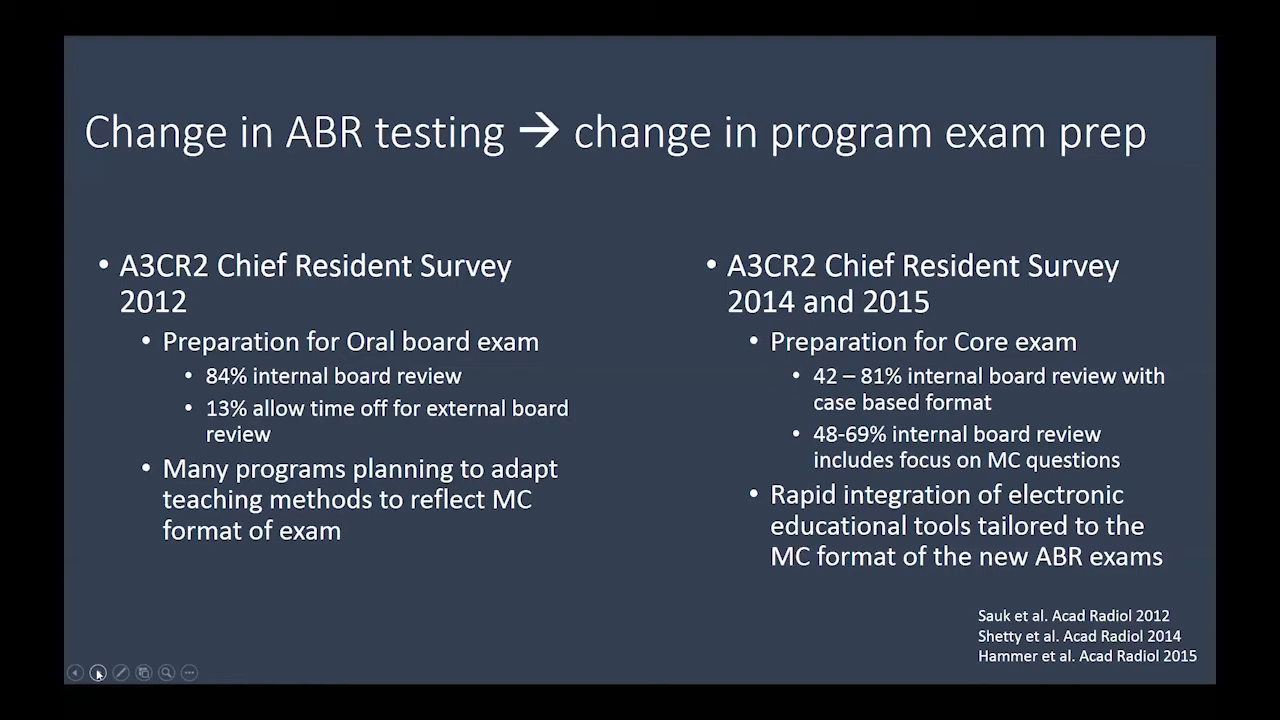 Change in ABR testing → change in program exam prep
• A3CR2 Chief Resident Survey
2012
• Preparation for Oral board exam
• 84% internal board review
• 13% allow time off for external board
review
• Many programs planning to adapt
teaching methods to reflect MC
format of exam
• A3CR2 Chief Resident Survey
2014 and 2015
• Preparation for Core exam
• 42 – 81% internal board review with
case based format
• 48-69% internal board review
includes focus on MC questions
• Rapid integration of electronic
educational tools tailored to the
MC format of the new ABR exams
Sauk et al. Acad Radiol 2012
Shetty et al. Acad Radiol 2014
Hammer et al. Acad Radiol 2015